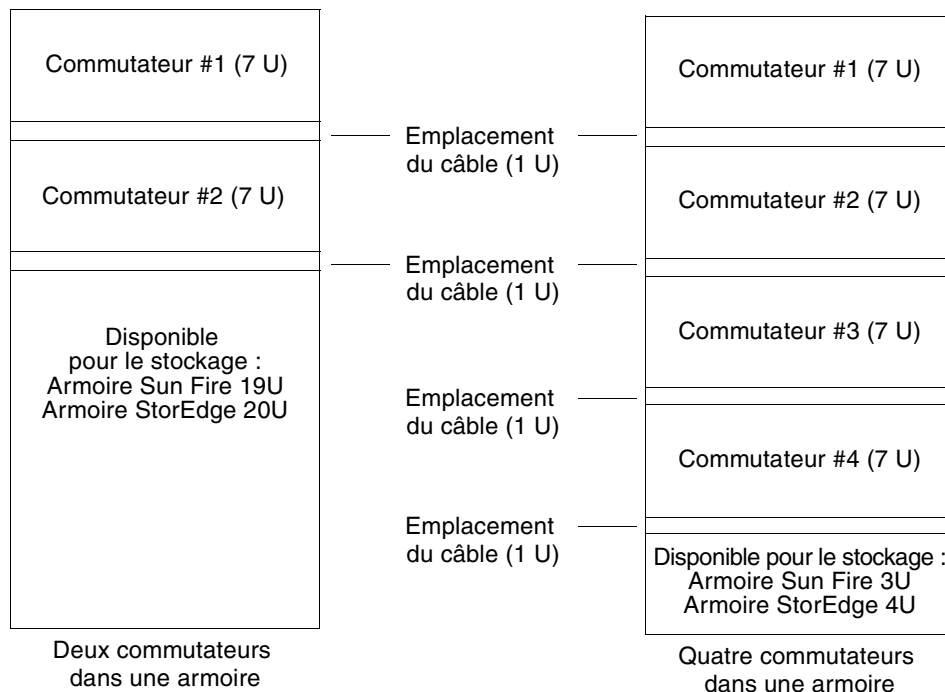 Commutateur #1 (7 U)
Commutateur #2 (7 U)
Disponible
pour le stockage :
Armoire Sun Fire 19U
Armoire StorEdge 20U
Deux commutateurs
dans une armoire
Emplacement
du câble (1 U)
Emplacement
du câble (1 U)
Emplacement
du câble (1 U)
Emplacement
du câble (1 U)
Commutateur #1 (7 U)
Commutateur #2 (7 U)
Commutateur #3 (7 U)
Commutateur #4 (7 U)
Disponible pour le stockage :
Armoire Sun Fire 3U
Armoire StorEdge 4U
Quatre commutateurs
dans une armoire